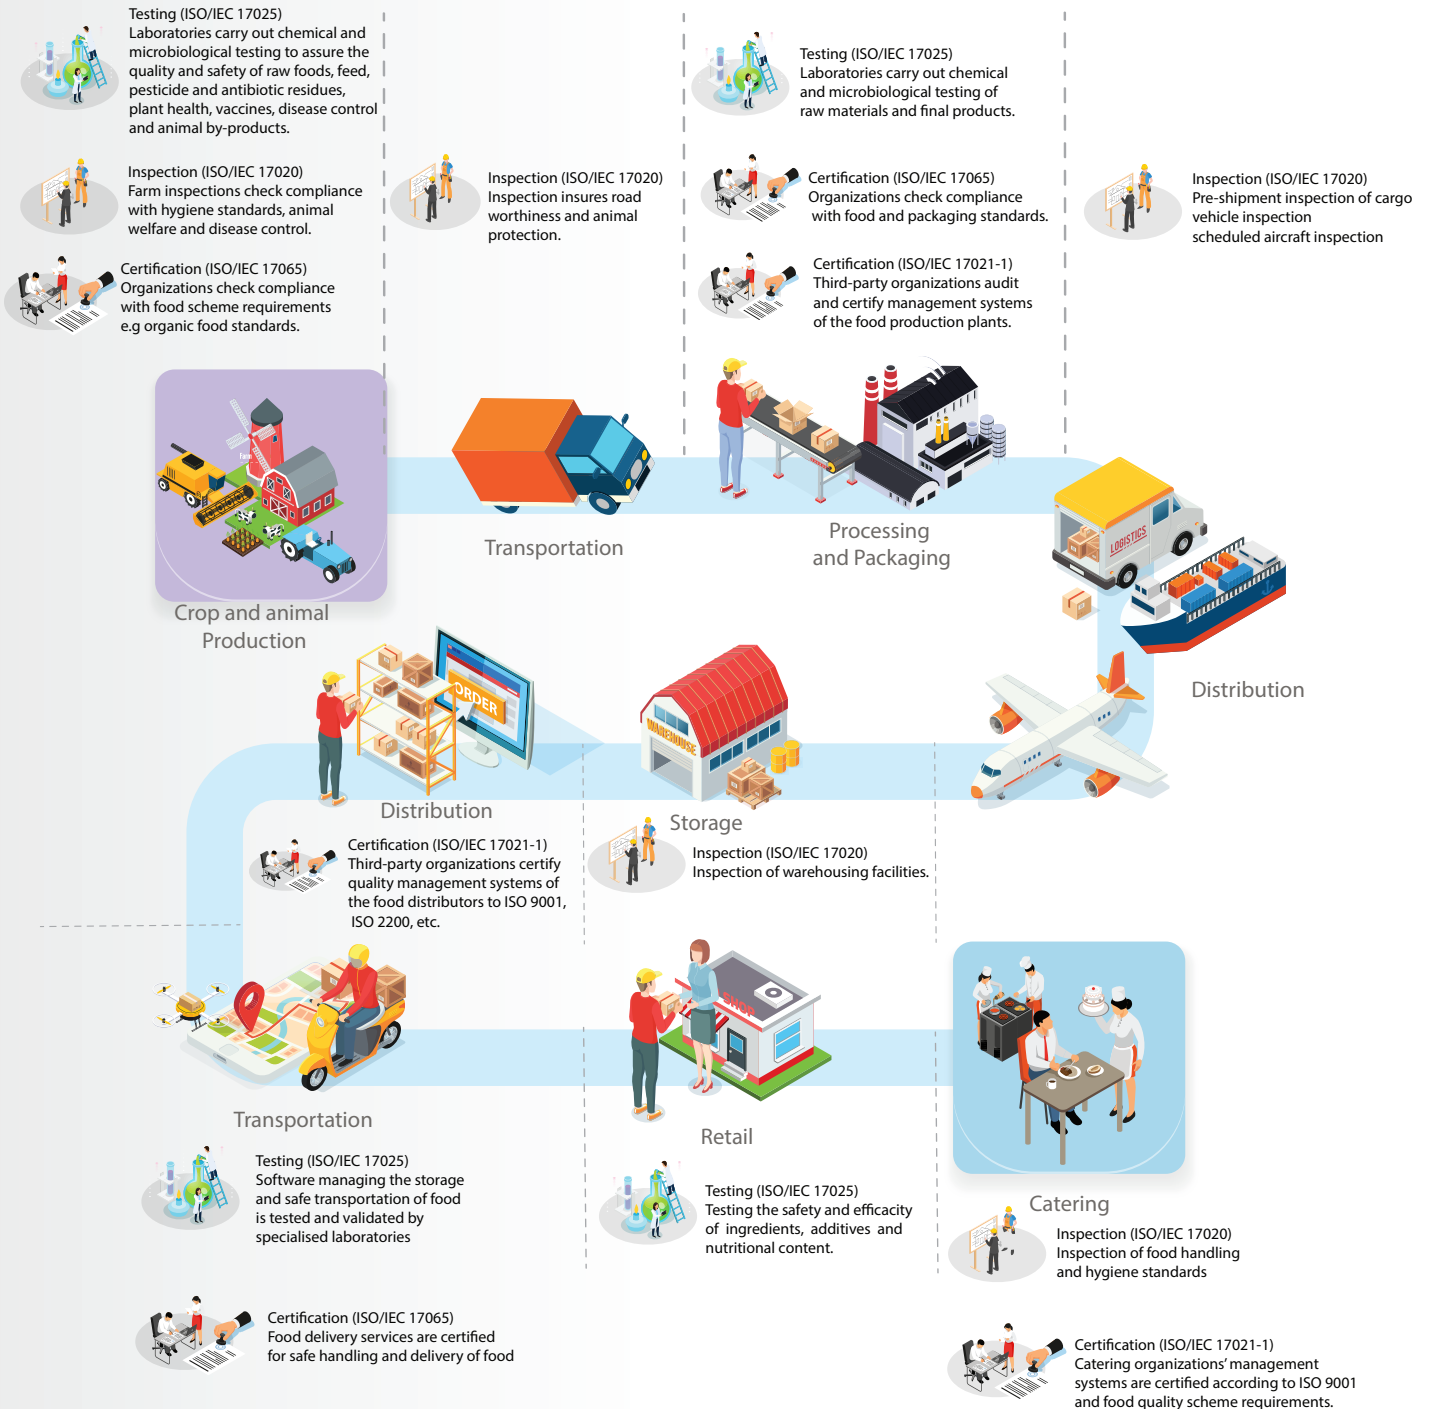 Testing (ISO/IEC 17025)
Laboratories carry out chemical and
microbiological testing to assure the
quality and safety of raw foods, feed,
pesticide and antibiotic residues,
plant health, vaccines, disease control
and animal by-products.
Inspection (ISO/IEC 17020)
Farm inspections check compliance
with hygiene standards, animal
welfare and disease control.
Certification (ISO/IEC 17065)
Organizations check compliance
with food scheme requirements
e.g organic food standards.
Inspection (ISO/IEC 17020)
Inspection insures road
worthiness and animal
protection.
Testing (ISO/IEC 17025)
Laboratories carry out chemical
and microbiological testing of
raw materials and final products.
Certification (ISO/IEC 17065)
Organizations check compliance
with food and packaging standards.
Certification (ISO/IEC 17021-1)
Third-party organizations audit
and certify management systems
of the food production plants.
Inspection (ISO/IEC 17020)
Pre-shipment inspection of cargo
vehicle inspection
scheduled aircraft inspection
Farm
Crop and animal
Production
Transportation
Processing
and Packaging
LOGISTICS
Distribution
ORDER
Distribution
Certification (ISO/IEC 17021-1)
Third-party organizations certify
quality management systems of
the food distributors to ISO 9001,
ISO 2200, etc.
WAREHOUSE
Storage
Inspection (ISO/IEC 17020)
Inspection of warehousing facilities.
Transportation
Testing (ISO/IEC 17025)
Software managing the storage
and safe transportation of food
is tested and validated by
specialised laboratories
Certification (ISO/IEC 17065)
Food delivery services are certified
for safe handling and delivery of food
SHOP
Retail
Testing (ISO/IEC 17025)
Testing the safety and efficacy
of ingredients, additives and
nutritional content.
Catering
Inspection (ISO/IEC 17020)
Inspection of food handling
and hygiene standards
Certification (ISO/IEC 17021-1)
Catering organizations' management
systems are certified according to ISO 9001
and food quality scheme requirements.